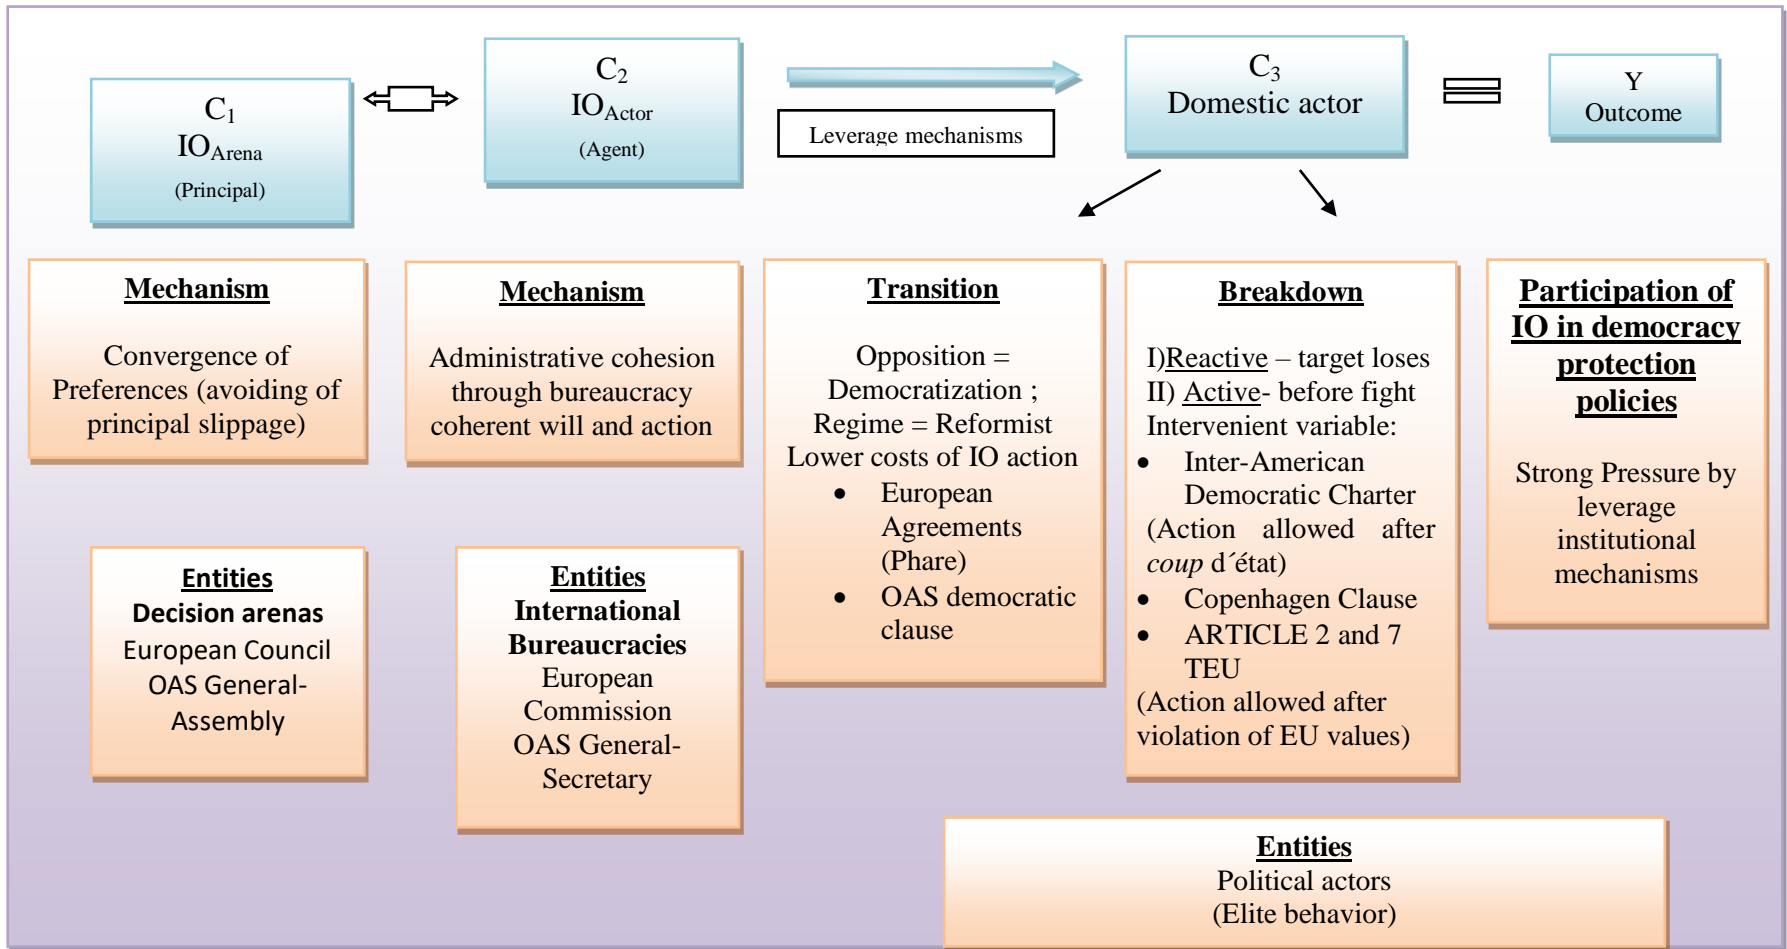 C₁
IO_Arena
(Principal)
C₂
IO_Actor
(Agent)
Leverage mechanisms
C₃
Domestic actor
Y
Outcome
Mechanism
Convergence of
Preferences (avoiding of
principal slippage)
Mechanism
Administrative cohesion
through bureaucracy
coherent will and action
Transition
Opposition =
Democratization ;
Regime = Reformist
Lower costs of IO action
• European
Agreements
(Phare)
• OAS democratic
clause
Breakdown
I)Reactive – target loses
II) Active- before fight
Intervenient variable:
• Inter-American
Democratic Charter
(Action allowed after
coup d´état)
• Copenhagen Clause
• ARTICLE 2 and 7
TEU
(Action allowed after
violation of EU values)
Participation of
IO in democracy
protection
policies
Strong Pressure by
leverage
institutional
mechanisms
Entities
Decision arenas
European Council
OAS General-
Assembly
Entities
International
Bureaucracies
European
Commission
OAS General-
Secretary
Entities
Political actors
(Elite behavior)